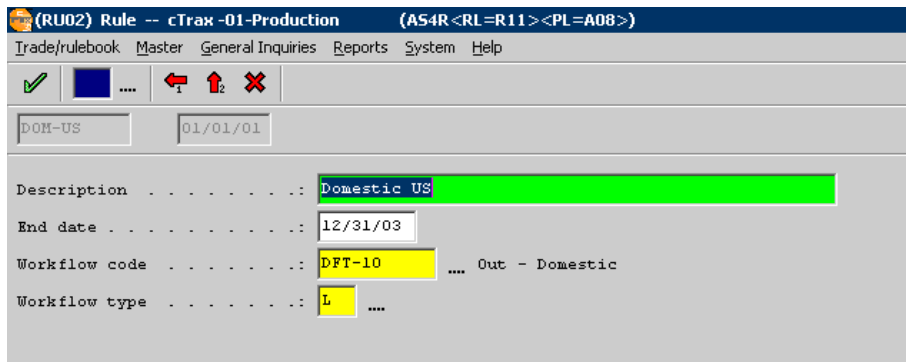 (RU02) Rule -- cTrax -01-Production (AS4R<RL=R11><PL=A08>)
Trade/rulebook Master General Inquiries Reports System Help
.... 1 2
DOM-US 01/01/01
Description . . . . . . . .: Domestic US
End date . . . . . . . . . .: 12/31/03
Workflow code . . . . . . .: DFT-10 .... Out - Domestic
Workflow type . . . . . . .: L ....